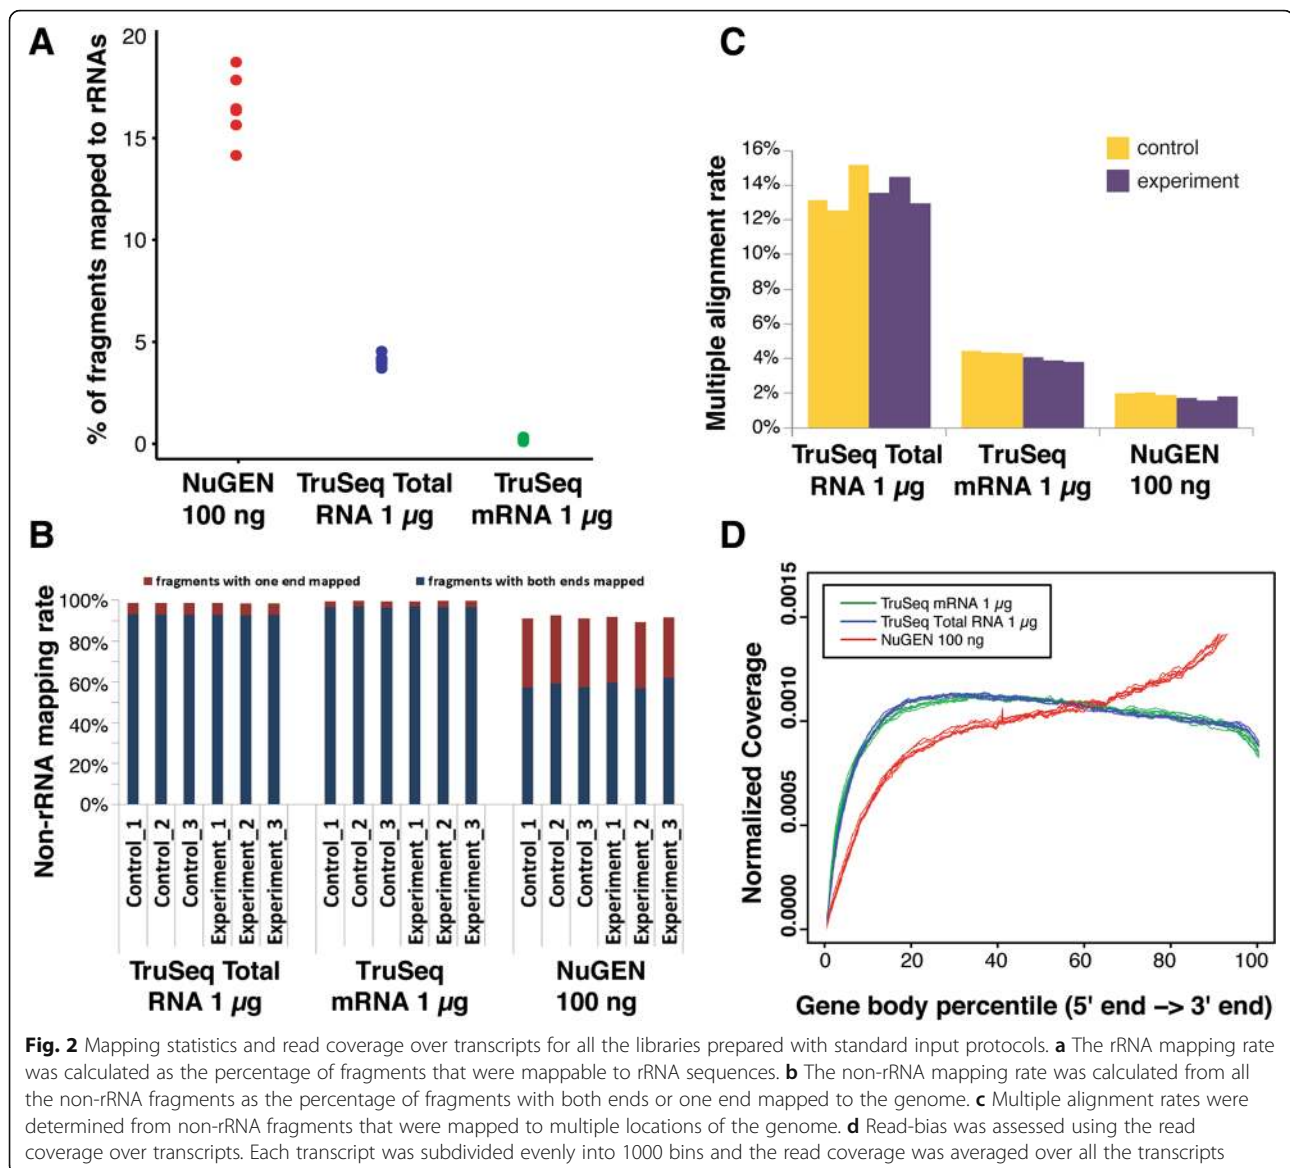 A
% of fragments mapped to rRNAs
20
15
10
5
0
NuGEN
100 ng
TruSeq Total
RNA 1 µg
TruSeq
mRNA 1 µg
B
fragments with one end mapped
fragments with both ends mapped
Non-rRNA mapping rate
100%
80%
60%
40%
20%
0%
Control_1
Control_2
Control_3
Experiment_1
Experiment_2
Experiment_3
Control_1
Control_2
Control_3
Experiment_1
Experiment_2
Experiment_3
Control_1
Control_2
Control_3
Experiment_1
Experiment_2
Experiment_3
TruSeq Total
RNA 1 µg
TruSeq
mRNA 1 µg
NuGEN
100 ng
C
control
experiment
Multiple alignment rate
16%
14%
12%
10%
8%
6%
4%
2%
0%
TruSeq Total
RNA 1 µg
TruSeq
mRNA 1 µg
NuGEN
100 ng
D
TruSeq mRNA 1 µg
TruSeq Total RNA 1 µg
NuGEN 100 ng
Normalized Coverage
0.0015
0.0010
0.0005
0.0000
0
20
40
60
80
100
Gene body percentile (5' end –> 3' end)
Fig. 2 Mapping statistics and read coverage over transcripts for all the libraries prepared with standard input protocols. a The rRNA mapping rate
was calculated as the percentage of fragments that were mappable to rRNA sequences. b The non-rRNA mapping rate was calculated from all
the non-rRNA fragments as the percentage of fragments with both ends or one end mapped to the genome. c Multiple alignment rates were
determined from non-rRNA fragments that were mapped to multiple locations of the genome. d Read-bias was assessed using the read
coverage over transcripts. Each transcript was subdivided evenly into 1000 bins and the read coverage was averaged over all the transcripts